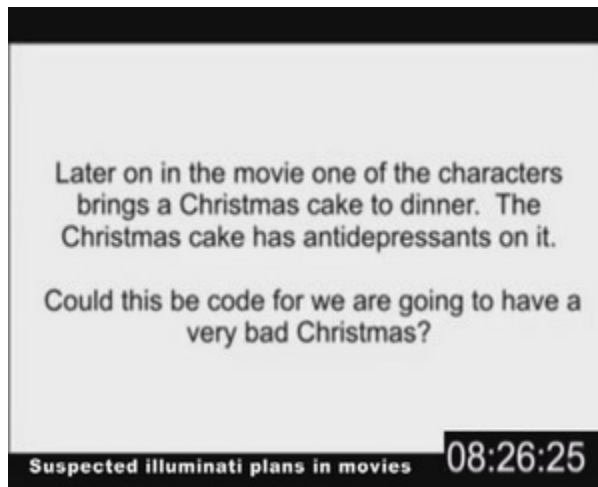 Later on in the movie one of the characters
brings a Christmas cake to dinner.  The
Christmas cake has antidepressants on it.
Could this be code for we are going to have a
very bad Christmas?
Suspected illuminati plans in movies
08:26:25